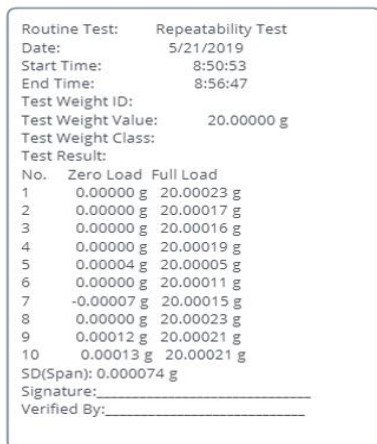 Routine Test: Repeatability Test
Date: 5/21/2019
Start Time: 8:50:53
End Time: 8:56:47
Test Weight ID:
Test Weight Value: 20.00000 g
Test Weight Class:
Test Result:
No. Zero Load Full Load
1 0.00000 g 20.00023 g
2 0.00000 g 20.00017 g
3 0.00000 g 20.00016 g
4 0.00000 g 20.00019 g
5 0.00004 g 20.00005 g
6 0.00000 g 20.00011 g
7 -0.00007 g 20.00015 g
8 0.00000 g 20.00023 g
9 0.00012 g 20.00021 g
10 0.00013 g 20.00021 g
SD(Span): 0.000074 g
Signature:
Verified By: